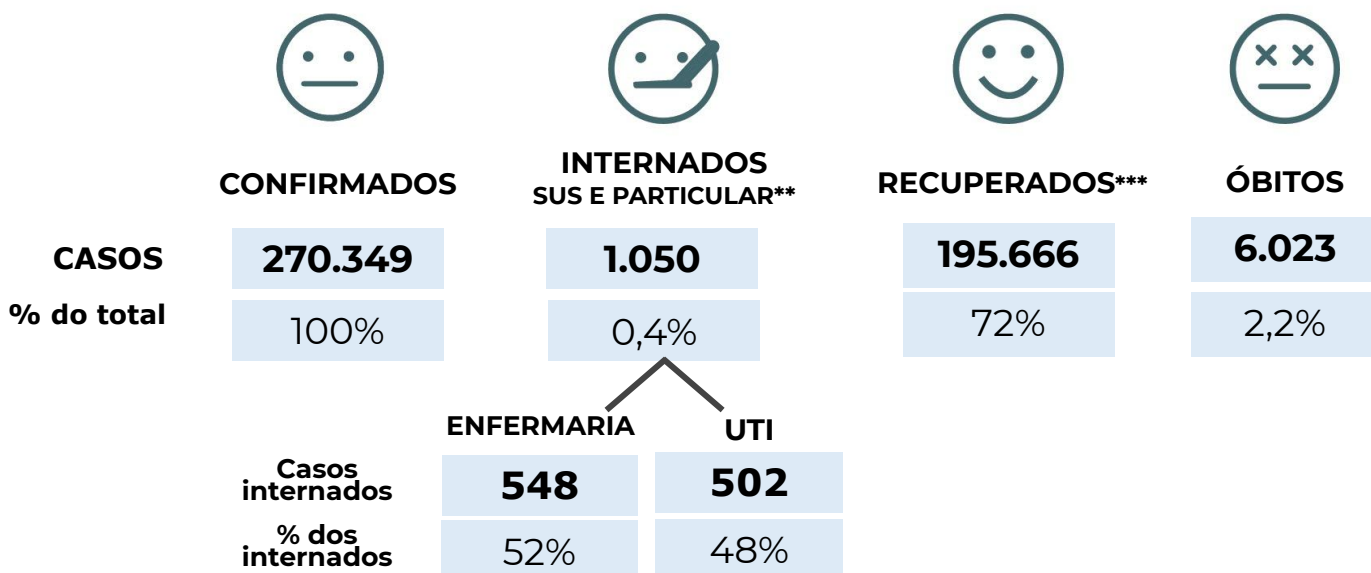 CONFIRMADOS
INTERNADOS
SUS E PARTICULAR**
RECUPERADOS***
ÓBITOS
CASOS
270.349
1.050
195.666
6.023
% do total
100%
0,4%
72%
2,2%
ENFERMARIA
UTI
Casos
internados
548
502
% dos
internados
52%
48%